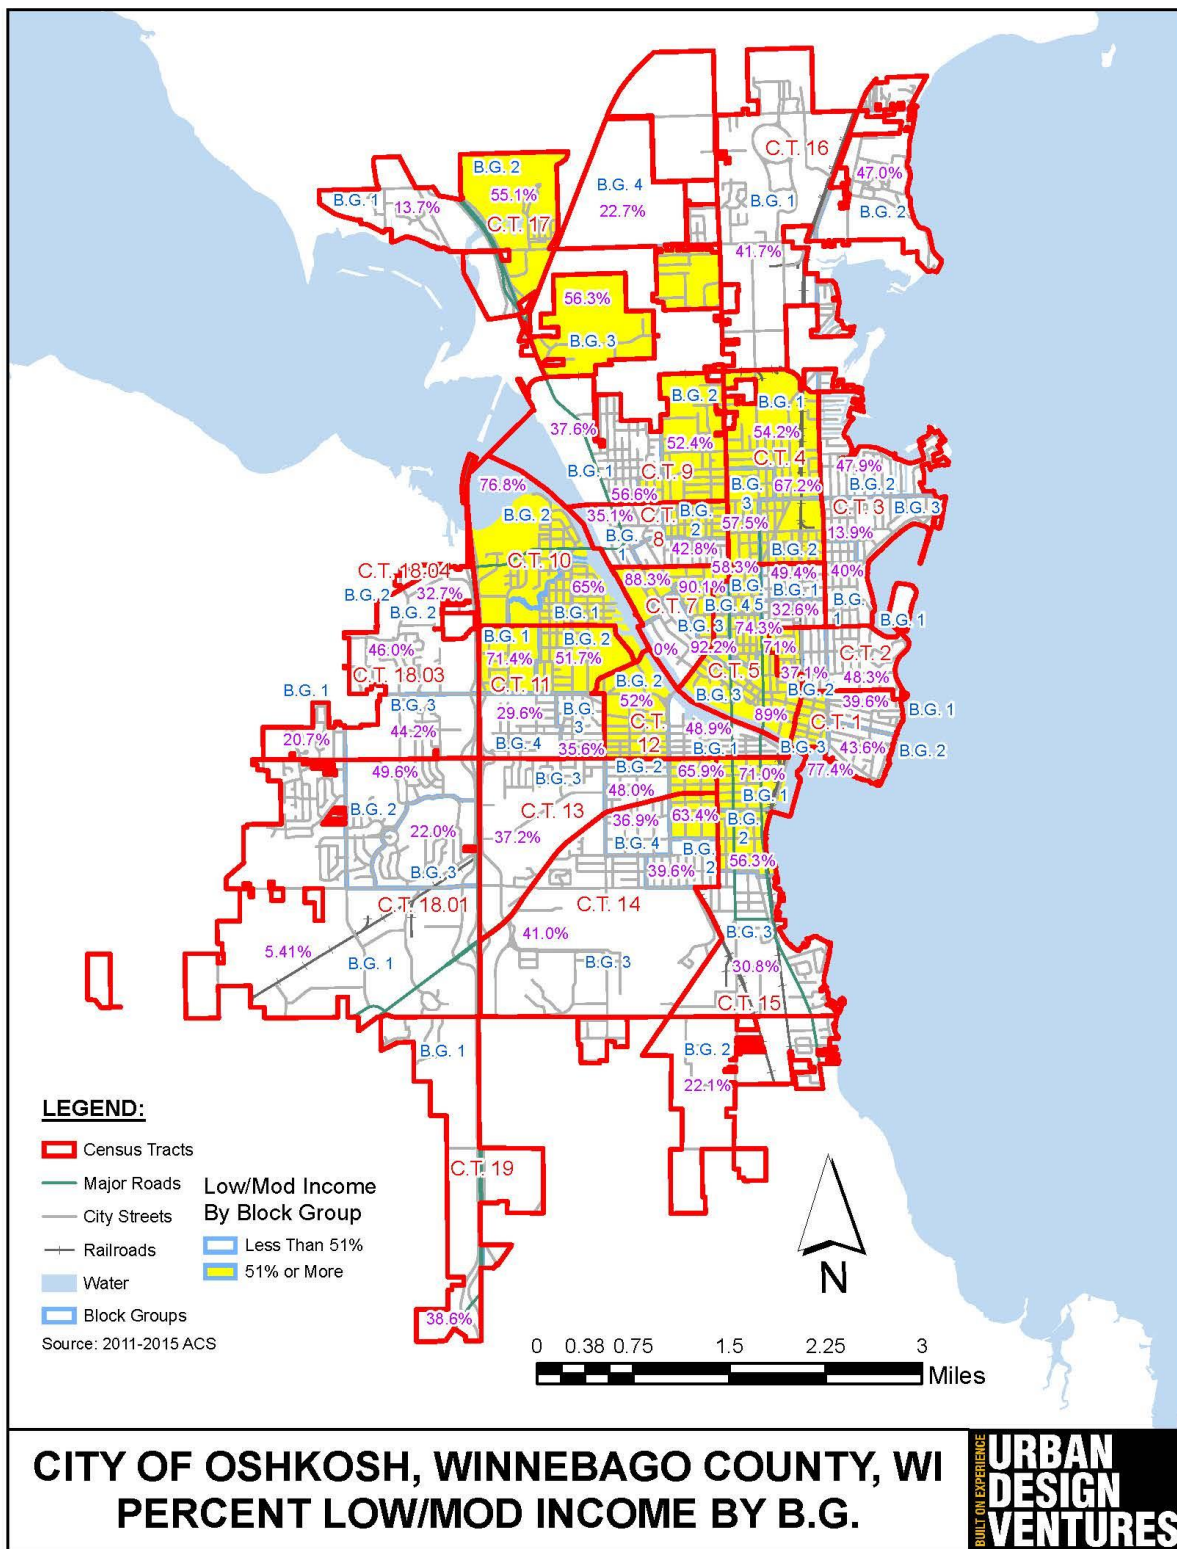 B.G. 2
C.T. 16
47.0%
B.G. 1
13.7%
55.1%
C.T. 17
B.G. 4
22.7%
B.G. 1
B.G. 2
41.7%
56.3%
B.G. 3
B.G. 2
B.G. 1
37.6%
52.4%
54.2%
C.T. 4
47.9%
B.G. 2
B.G. 1
C.T. 9
76.8%
56.6%
B.G. 3
67.2%
C.T. 3
B.G. 3
B.G. 2
35.1%
C.T. 8
B.G. 2
57.5%
13.9%
B.G. 1
42.8%
B.G. 2
C.T. 10
58.3%
49.4%
40%
C.T. 18.04
B.G. 2
32.7%
65%
88.3%
90.1%
B.G. 5
B.G. 1
B.G. 2
B.G. 1
C.T. 7
B.G. 4
32.6%
B.G. 1
B.G. 1
B.G. 1
B.G. 2
B.G. 3
74.3%
46.0%
71.4%
51.7%
0%
92.2%
71%
C.T. 2
C.T. 18.03
C.T. 11
B.G. 2
C.T. 5
37.1%
48.3%
B.G. 1
B.G. 3
B.G. 2
39.6%
B.G. 3
29.6%
B.G. 3
52%
89%
B.G. 1
20.7%
44.2%
B.G. 4
35.6%
C.T. 12
48.9%
C.T. 1
B.G. 1
B.G. 3
43.6%
B.G. 2
49.6%
B.G. 3
B.G. 2
65.9%
71.0%
77.4%
B.G. 2
C.T. 13
48.0%
B.G. 1
22.0%
37.2%
36.9%
63.4%
B.G. 2
B.G. 4
B.G. 2
56.3%
B.G. 3
39.6%
C.T. 18.01
C.T. 14
5.41%
41.0%
B.G. 3
B.G. 1
B.G. 3
30.8%
C.T. 15
B.G. 1
B.G. 2
22.1%
LEGEND:
Census Tracts
Major Roads
City Streets
Railroads
Water
Block Groups
Low/Mod Income
By Block Group
Less Than 51%
51% or More
Source: 2011-2015 ACS
C.T. 19
38.6%
N
0 0.38 0.75 1.5 2.25 3
Miles
CITY OF OSHKOSH, WINNEBAGO COUNTY, WI
PERCENT LOW/MOD INCOME BY B.G.
BUILT ON EXPERIENCE
URBAN
DESIGN
VENTURES